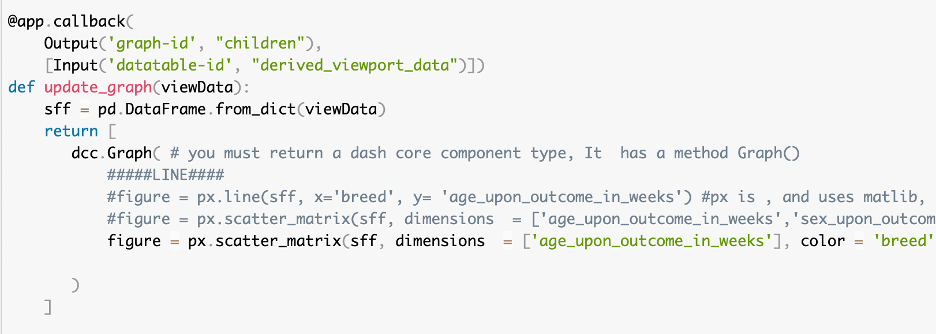 @app.callback(
    Output('graph-id', "children"),
    [Input('datatable-id', "derived_viewport_data")])
def update_graph(viewData):
    sff = pd.DataFrame.from_dict(viewData)
    return [
       dcc.Graph( # you must return a dash core component type, It  has a method Graph()
           #####LINE####
           #figure = px.line(sff, x='breed', y= 'age_upon_outcome_in_weeks') #px is , and uses matlib,
           #figure = px.scatter_matrix(sff, dimensions  = ['age_upon_outcome_in_weeks','sex_upon_outcom
           figure = px.scatter_matrix(sff, dimensions  = ['age_upon_outcome_in_weeks'], color = 'breed'
       )
    ]